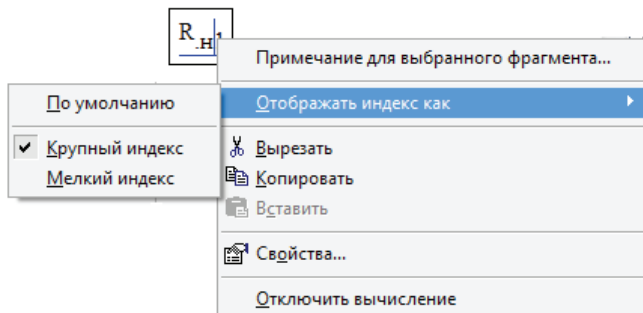 R.н1
Примечание для выбранного фрагмента...
По умолчанию
Отображать индекс как
Крупный индекс
Вырезать
Мелкий индекс
Копировать
Вставить
Свойства...
Отключить вычисление